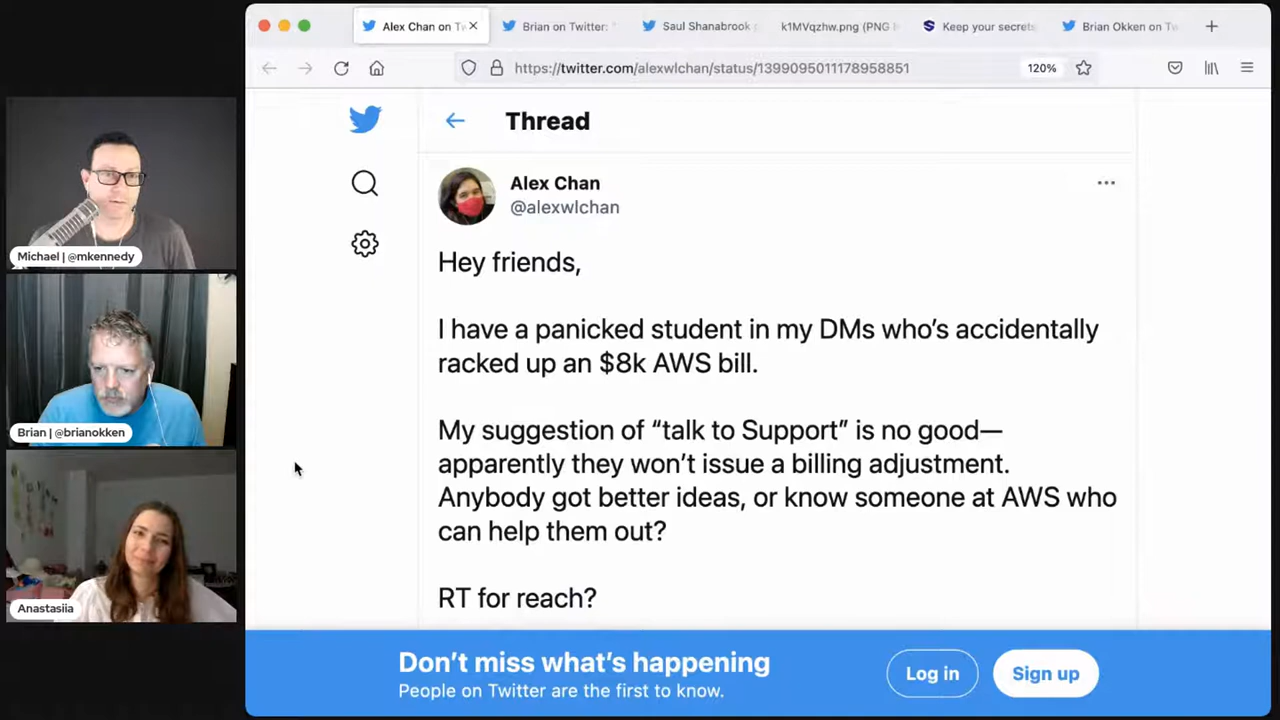 Alex Chan on Tw
Brian on Twitter: "
Saul Shanabrook
k1MVqzhw.png (PNG I
Keep your secrets
Brian Okken on Tw
https://twitter.com/alexwlchan/status/1399095011178958851
120%
Thread
Alex Chan
@alexwlchan
Hey friends,
I have a panicked student in my DMs who's accidentally
racked up an $8k AWS bill.
My suggestion of “talk to Support” is no good—
apparently they won't issue a billing adjustment.
Anybody got better ideas, or know someone at AWS who
can help them out?
RT for reach?
Don't miss what's happening
People on Twitter are the first to know.
Log in
Sign up
Michael | @mkennedy
Brian | @brianokken
Anastasiia